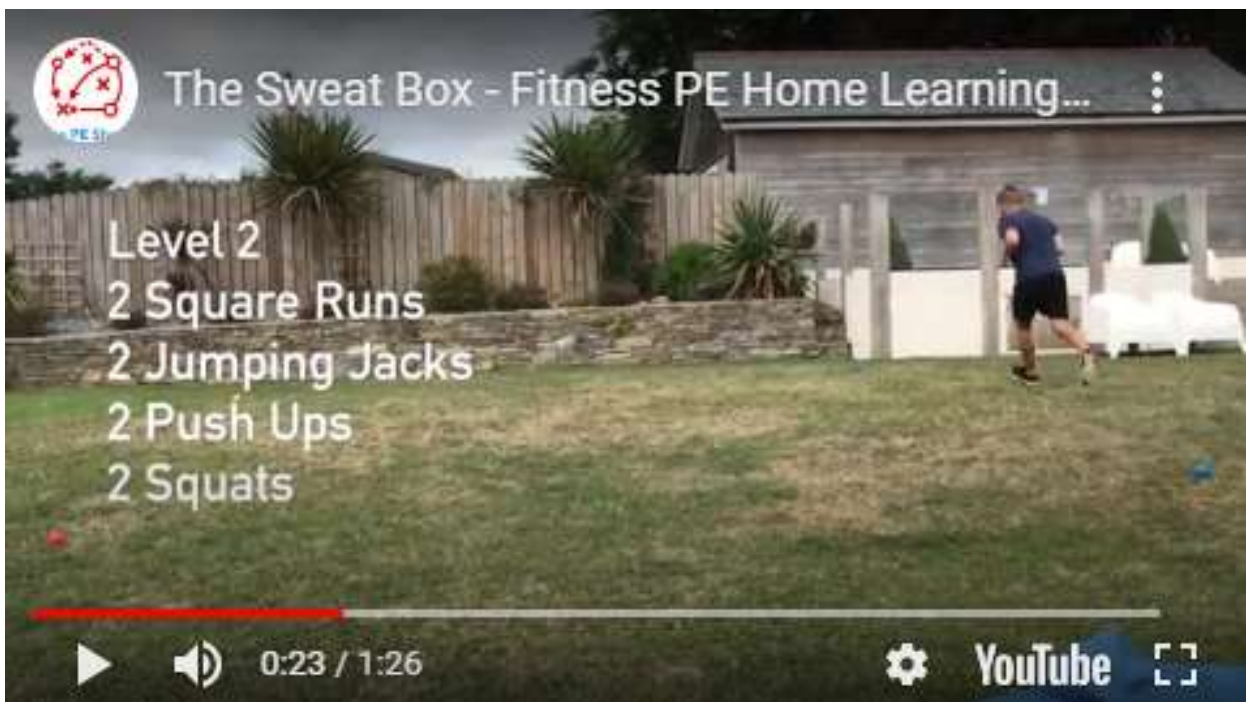 The Sweat Box - Fitness PE Home Learning...
PE S
Level 2
2 Square Runs
2 Jumping Jacks
2 Push Ups
2 Squats
0:23 / 1:26
YouTube